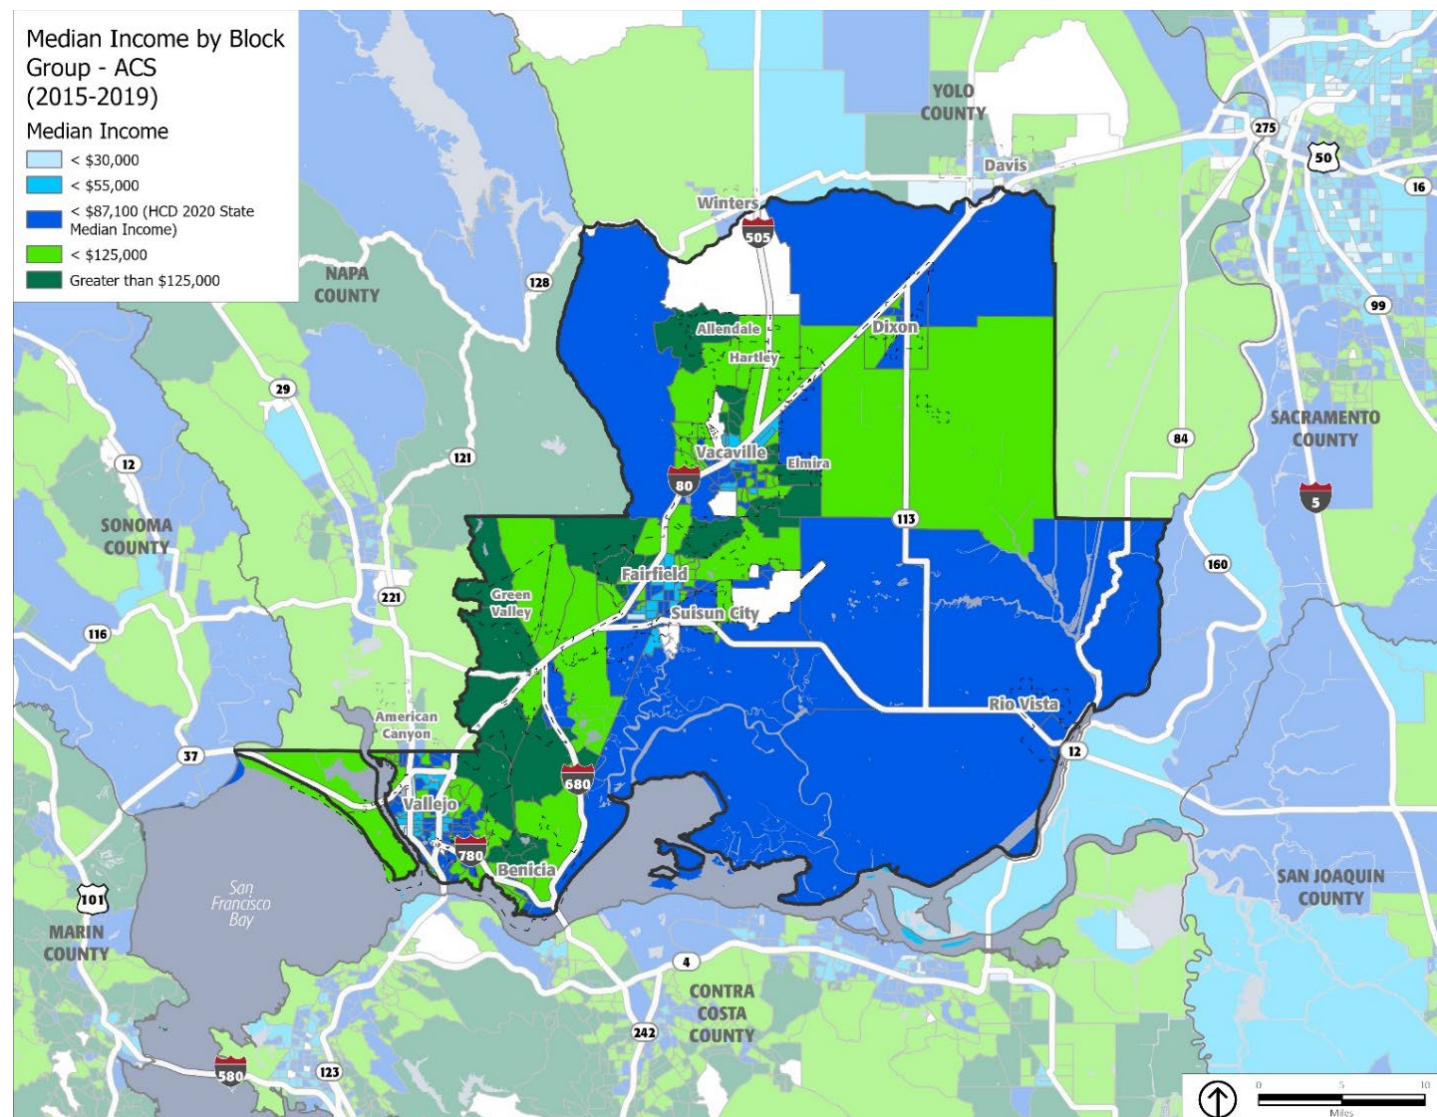 Median Income by Block
Group - ACS
(2015-2019)
Median Income
< $30,000
< $55,000
< $87,100 (HCD 2020 State
Median Income)
< $125,000
Greater than $125,000
YOLO
COUNTY
Davis
275
50
16
Winters
505
128
NAPA
COUNTY
99
Allendale
Dixon
Hartley
29
SACRAMENTO
COUNTY
84
12
121
Vacaville
Elmira
80
5
113
SONOMA
COUNTY
160
Fairfield
221
Green
Valley
Suisun City
116
Rio Vista
American
Canyon
12
37
680
Vallejo
780
Benicia
San
Francisco
Bay
SAN JOAQUIN
COUNTY
101
MARIN
COUNTY
4
CONTRA
COSTA
COUNTY
242
123
580
0 5 10
Miles